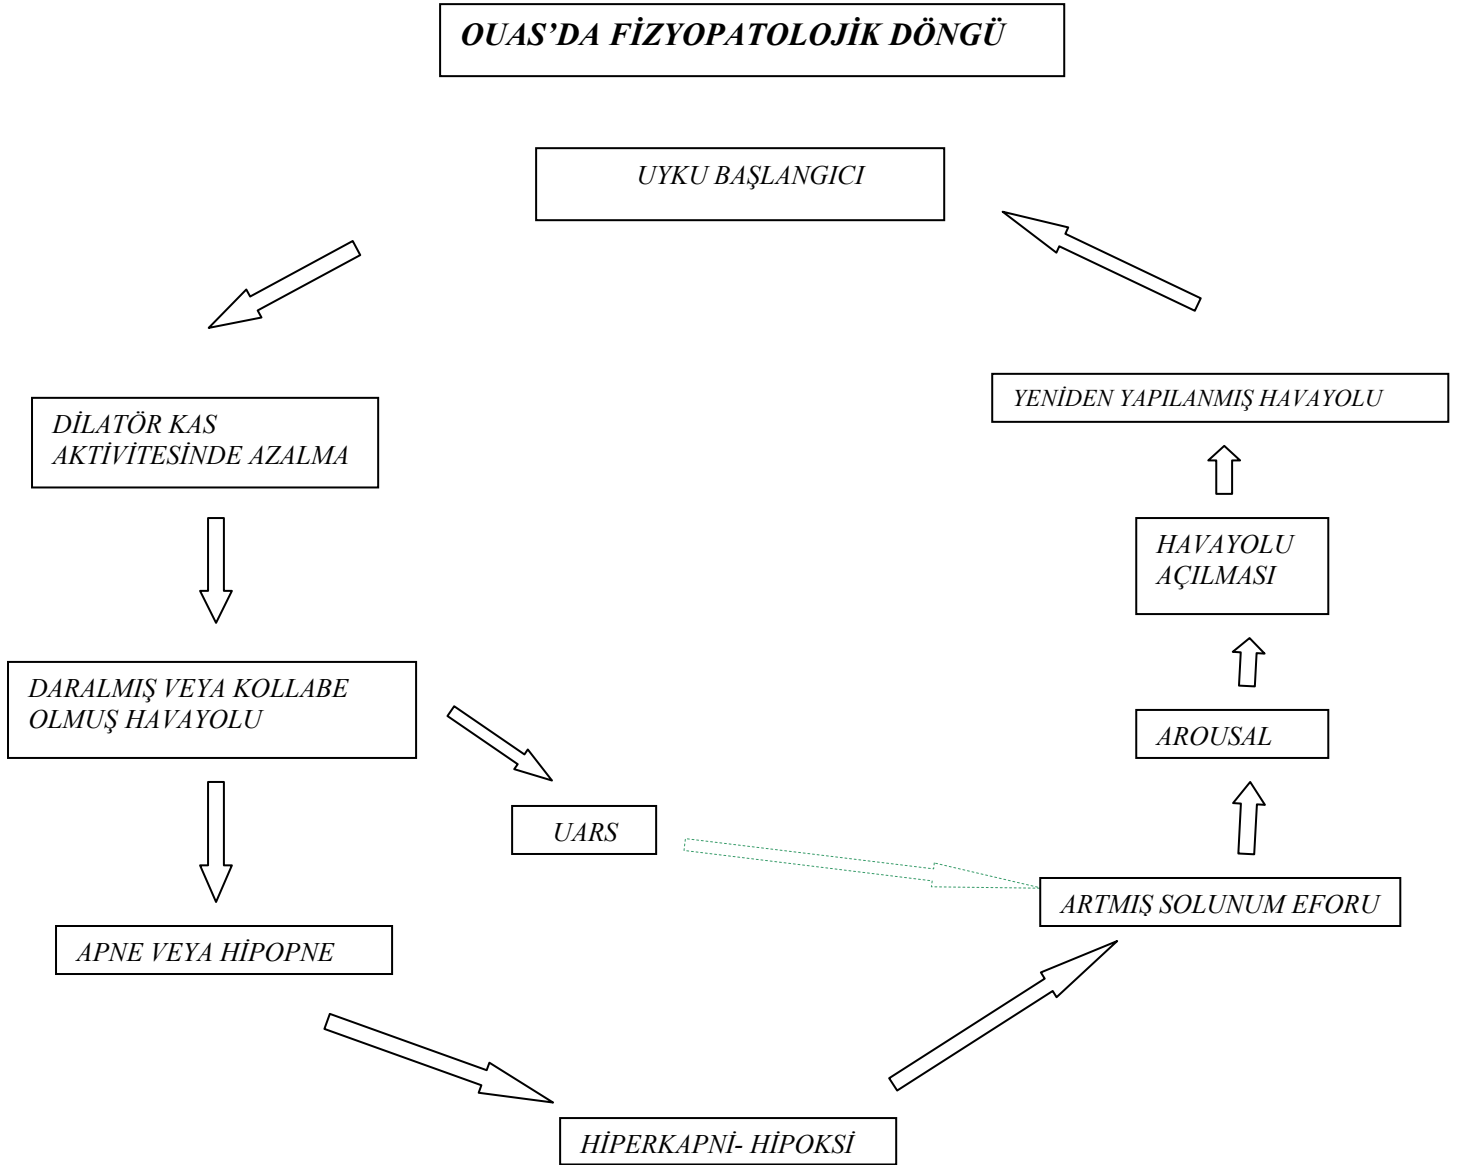 OUAS’DA FİZYOPATOLOJİK DÖNGÜ
UYKU BAŞLANGICI
DİLATÖR KAS
AKTİVİTESİNDE AZALMA
YENİDEN YAPILANMIŞ HAVAYOLU
HAVAYOLU
AÇILMASI
DARALMIŞ VEYA KOLLABE
OLMUŞ HAVAYOLU
AROUSAL
UARS
ARTMIŞ SOLUNUM EFORU
APNE VEYA HİPOPNE
HİPERKAPNİ- HİPOKSİ